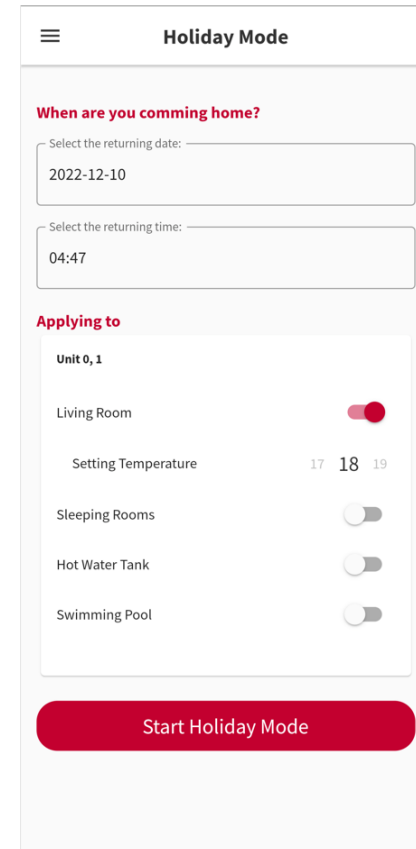 Holiday Mode
When are you comming home?
Select the returning date:
2022-12-10
Select the returning time:
04:47
Applying to
Unit 0, 1
Living Room
Setting Temperature 17 18 19
Sleeping Rooms
Hot Water Tank
Swimming Pool
Start Holiday Mode